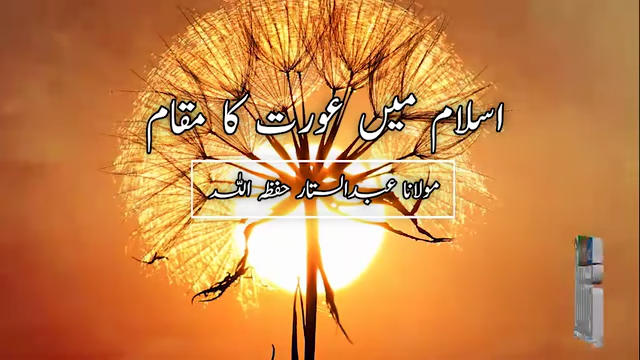 اسلام میں عورت کا مقام
مولانا عبدالستار حفظہ اللہ